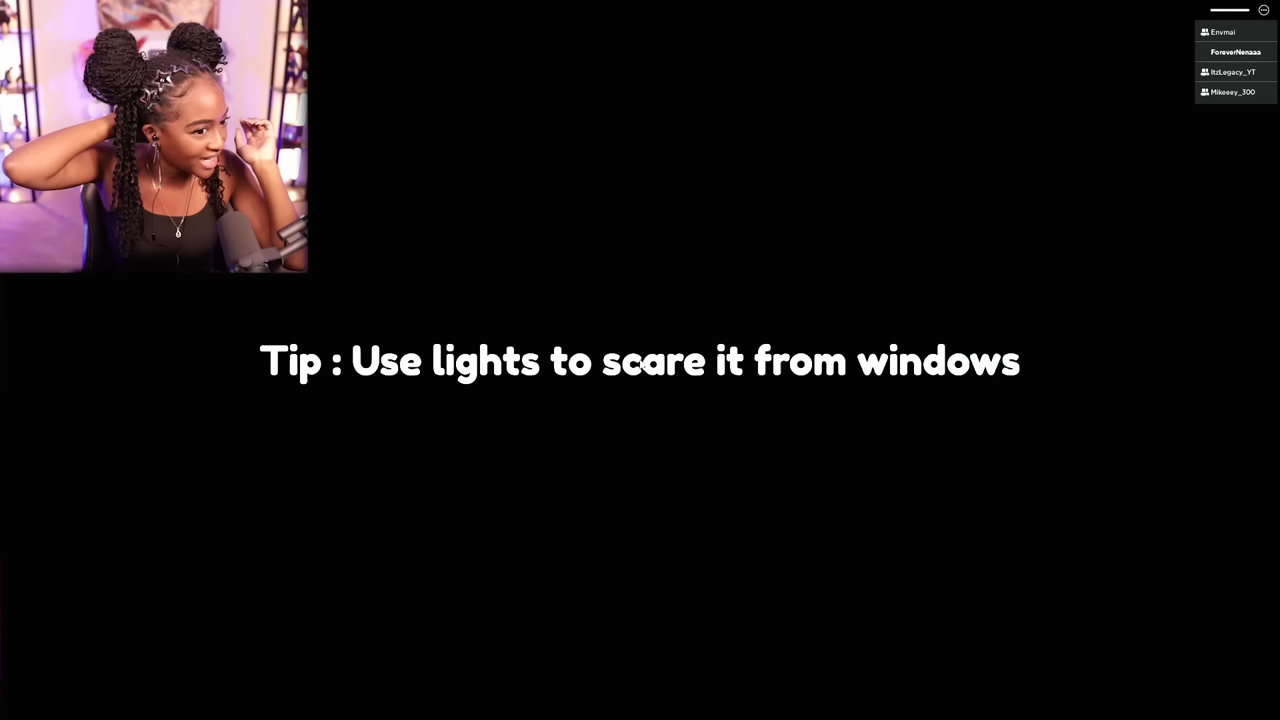 Envmai
ForeverNenaaa
ItzLegacy_YT
Mikeeey_300
Tip : Use lights to scare it from windows